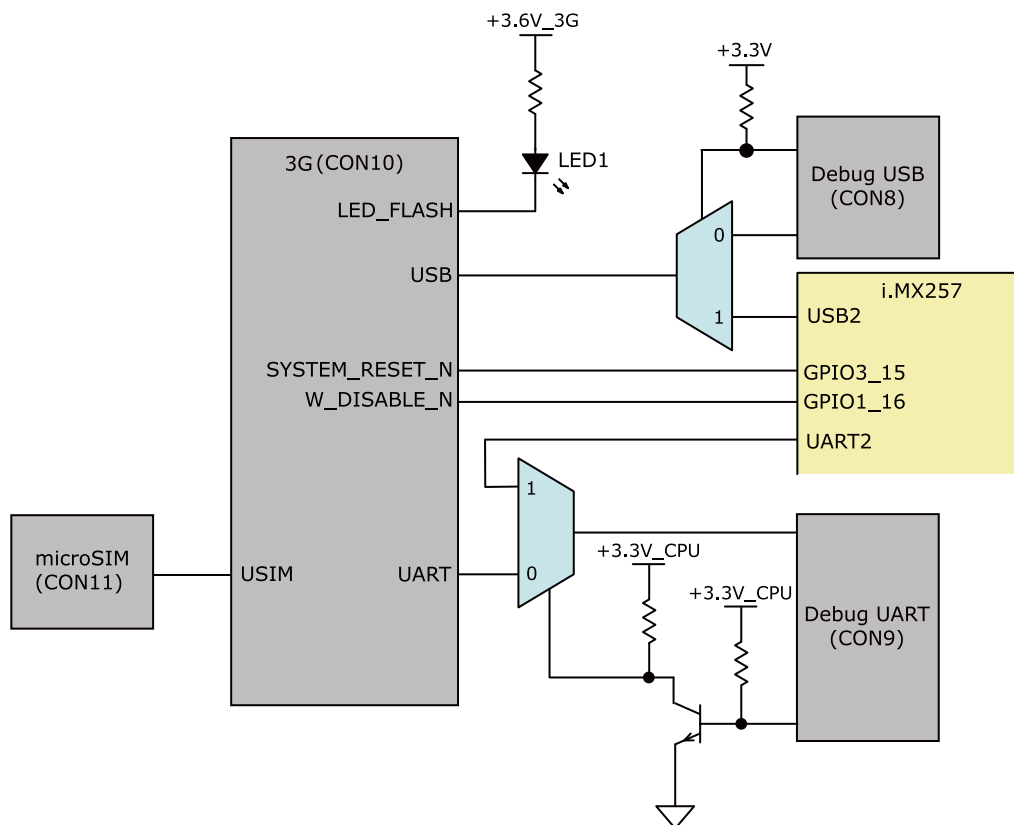 +3.6V_3G
+3.3V
3G (CON10)
LED1
Debug USB
(CON8)
LED_FLASH
0
USB
i.MX257
1
USB2
SYSTEM_RESET_N
GPIO3_15
W_DISABLE_N
GPIO1_16
UART2
1
microSIM
(CON11)
+3.3V_CPU
USIM
UART
0
+3.3V_CPU
Debug UART
(CON9)